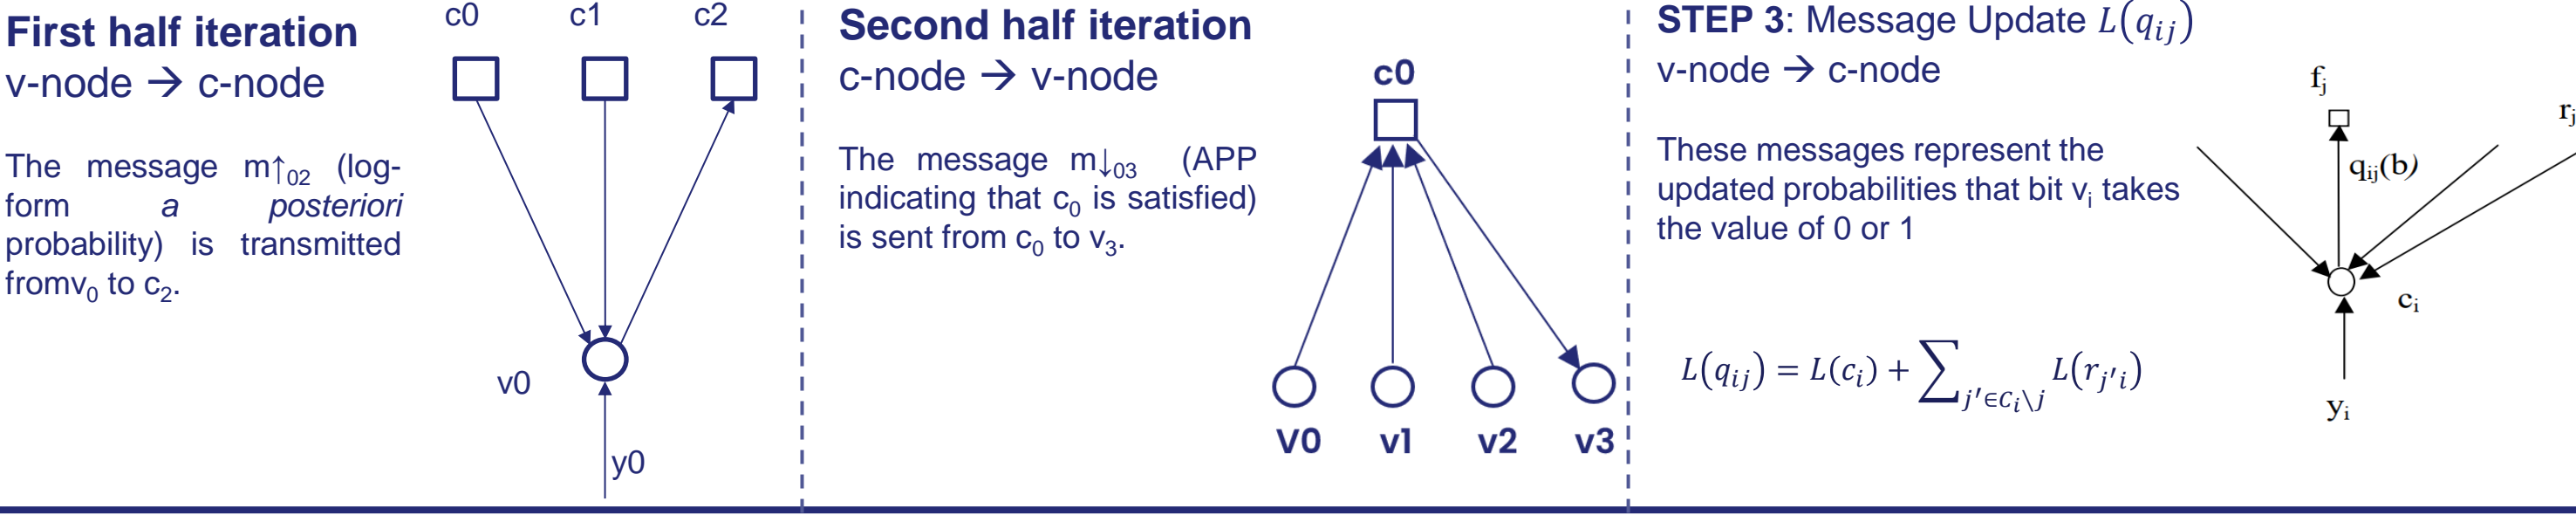 First half iteration
v-node → c-node
The message m↑02 (log-
form a posteriori
probability) is transmitted
fromv0 to c2.
c0 c1 c2
v0
y0
Second half iteration
c-node → v-node
The message m↓03 (APP
indicating that c0 is satisfied)
is sent from c0 to v3.
c0
V0 v1 v2 v3
STEP 3: Message Update L(qij)
v-node → c-node
These messages represent the
updated probabilities that bit vi takes
the value of 0 or 1
L(qij) = L(ci) + ∑j′∈Ci\j L(rj′i)
fj
rj
qij(b)
ci
yi